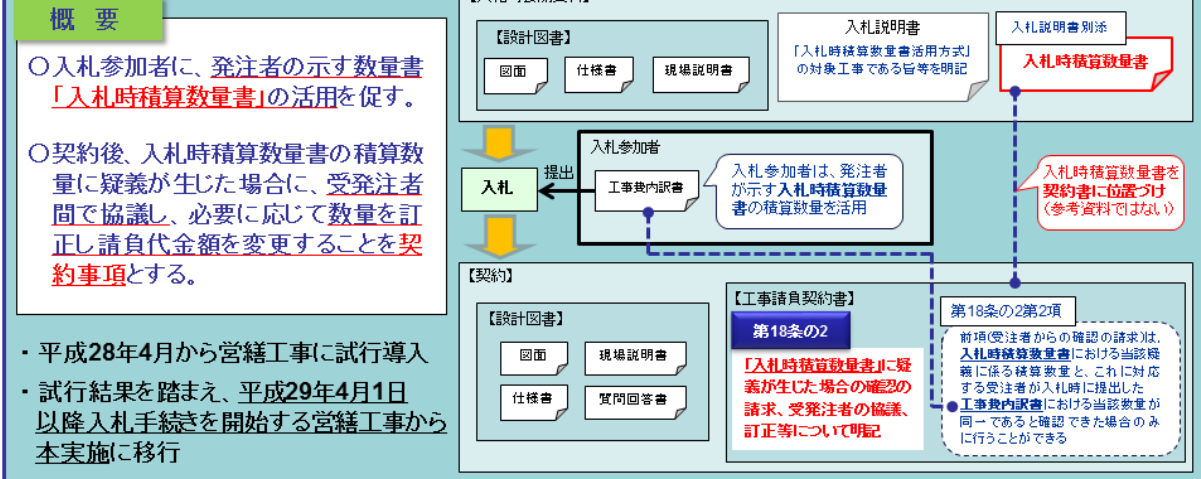 概 要
〇入札参加者に、発注者の示す数量書
「入札時積算数量書」の活用を促す。
〇契約後、入札時積算数量書の積算数
量に疑義が生じた場合に、受発注者
間で協議し、必要に応じて数量を訂
正し請負代金額を変更することを契
約事項とする。
・平成28年4月から営繕工事に試行導入
・試行結果を踏まえ、平成29年4月1日
以降入札手続きを開始する営繕工事から
本実施に移行
【設計図書】
図面
仕様書
現場説明書
入札説明書
「入札時積算数量書活用方式」
の対象工事である旨等を明記
入札説明書別添
入札時積算数量書
入札
提出
入札参加者
工事費内訳書
入札参加者は、発注者
が示す入札時積算数量
書の積算数量を活用
入札時積算数量書を
契約書に位置づけ
(参考資料ではない)
【契約】
【設計図書】
図面
現場説明書
仕様書
質問回答書
【工事請負契約書】
第18条の2
「入札時積算数量書」に疑
義が生じた場合の確認の
請求、受発注者の協議、
訂正等について明記
第18条の2第2項
前項(受注者からの確認の請求)は、
入札時積算数量書における当該疑
義に係る積算数量と、これに対応
する受注者が入札時に提出した
工事費内訳書における当該数量が
同一であると確認できた場合のみ
に行うことができる